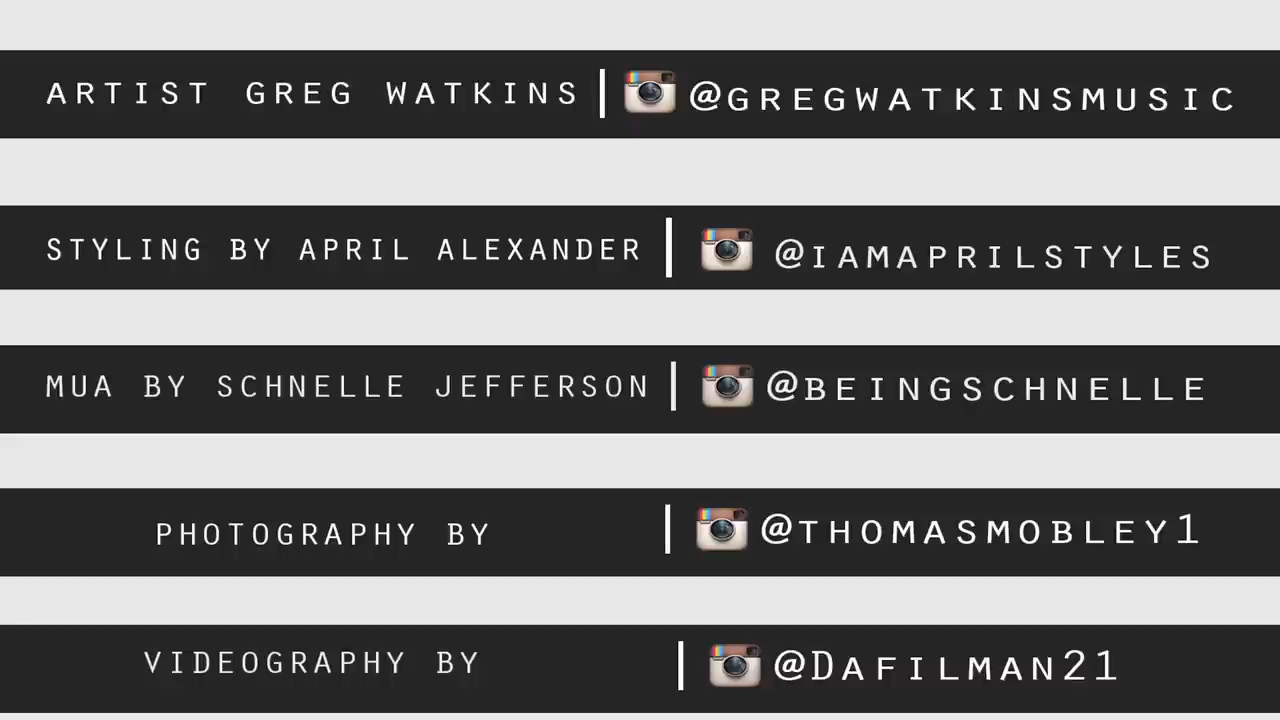 ARTIST GREG WATKINS | @GREGWATKINSMUSIC
STYLING BY APRIL ALEXANDER | @IAMAPRILSTYLES
MUA BY SCHNELLE JEFFERSON | @BEINGSCHNELLE
PHOTOGRAPHY BY | @THOMASMOBLEY1
VIDEOGRAPHY BY | @DAFILMAN21